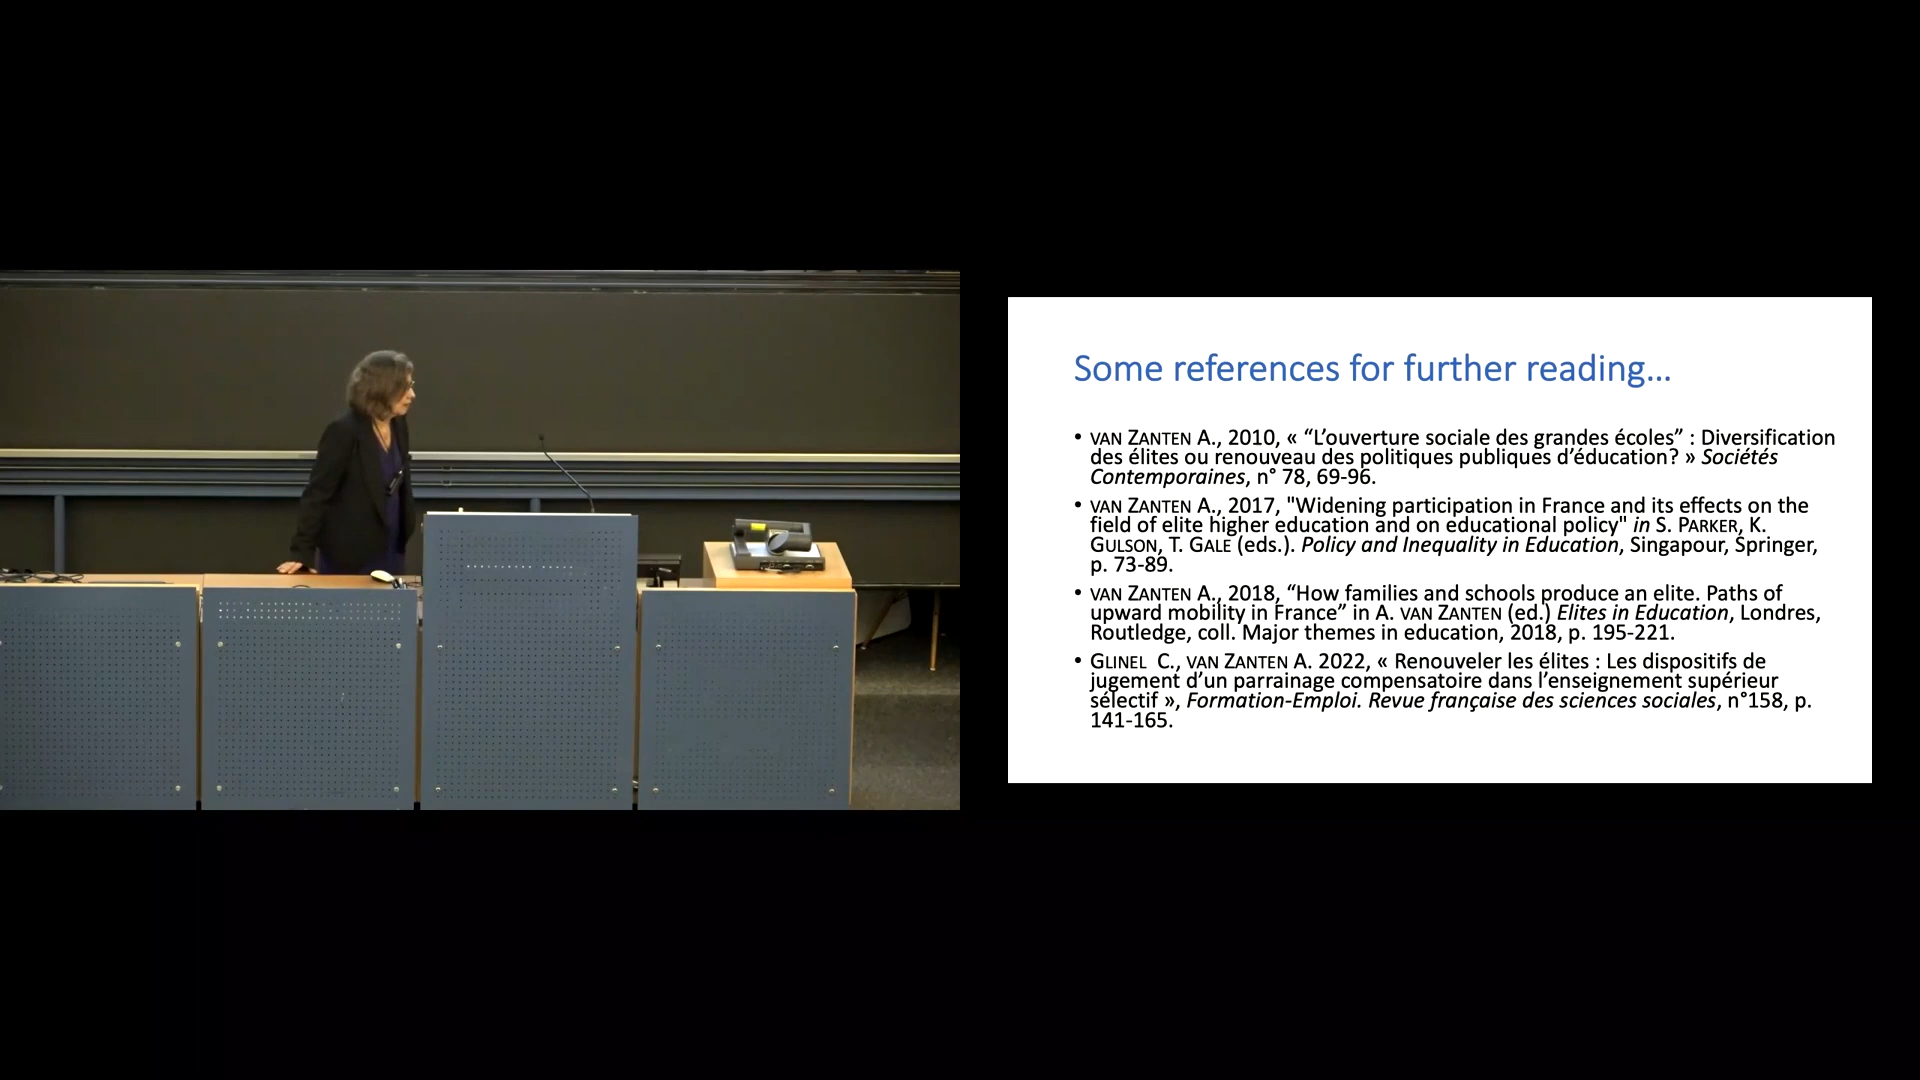 Some references for further reading…
• VAN ZANTEN A., 2010, « “L’ouverture sociale des grandes écoles” : Diversification
des élites ou renouveau des politiques publiques d’éducation? » Sociétés
Contemporaines, n° 78, 69-96.
• VAN ZANTEN A., 2017, "Widening participation in France and its effects on the
field of elite higher education and on educational policy" in S. PARKER, K.
GULSON, T. GALE (eds.). Policy and Inequality in Education, Singapour, Springer,
p. 73-89.
• VAN ZANTEN A., 2018, “How families and schools produce an elite. Paths of
upward mobility in France” in A. VAN ZANTEN (ed.) Elites in Education, Londres,
Routledge, coll. Major themes in education, 2018, p. 195-221.
• GLINEL C., VAN ZANTEN A. 2022, « Renouveler les élites : Les dispositifs de
jugement d’un parrainage compensatoire dans l’enseignement supérieur
sélectif », Formation-Emploi. Revue française des sciences sociales, n°158, p.
141-165.